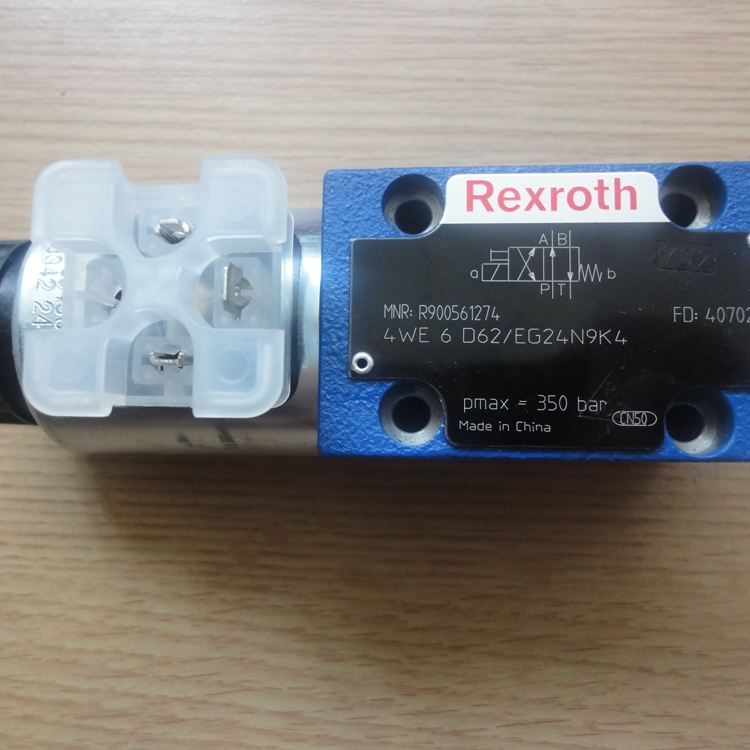 Rexroth
A B
a b
P T
MNR: R900561274
FD: 40702
4WE 6 D62/EG24N9K4
pmax = 350 bar
CN50
Made in China